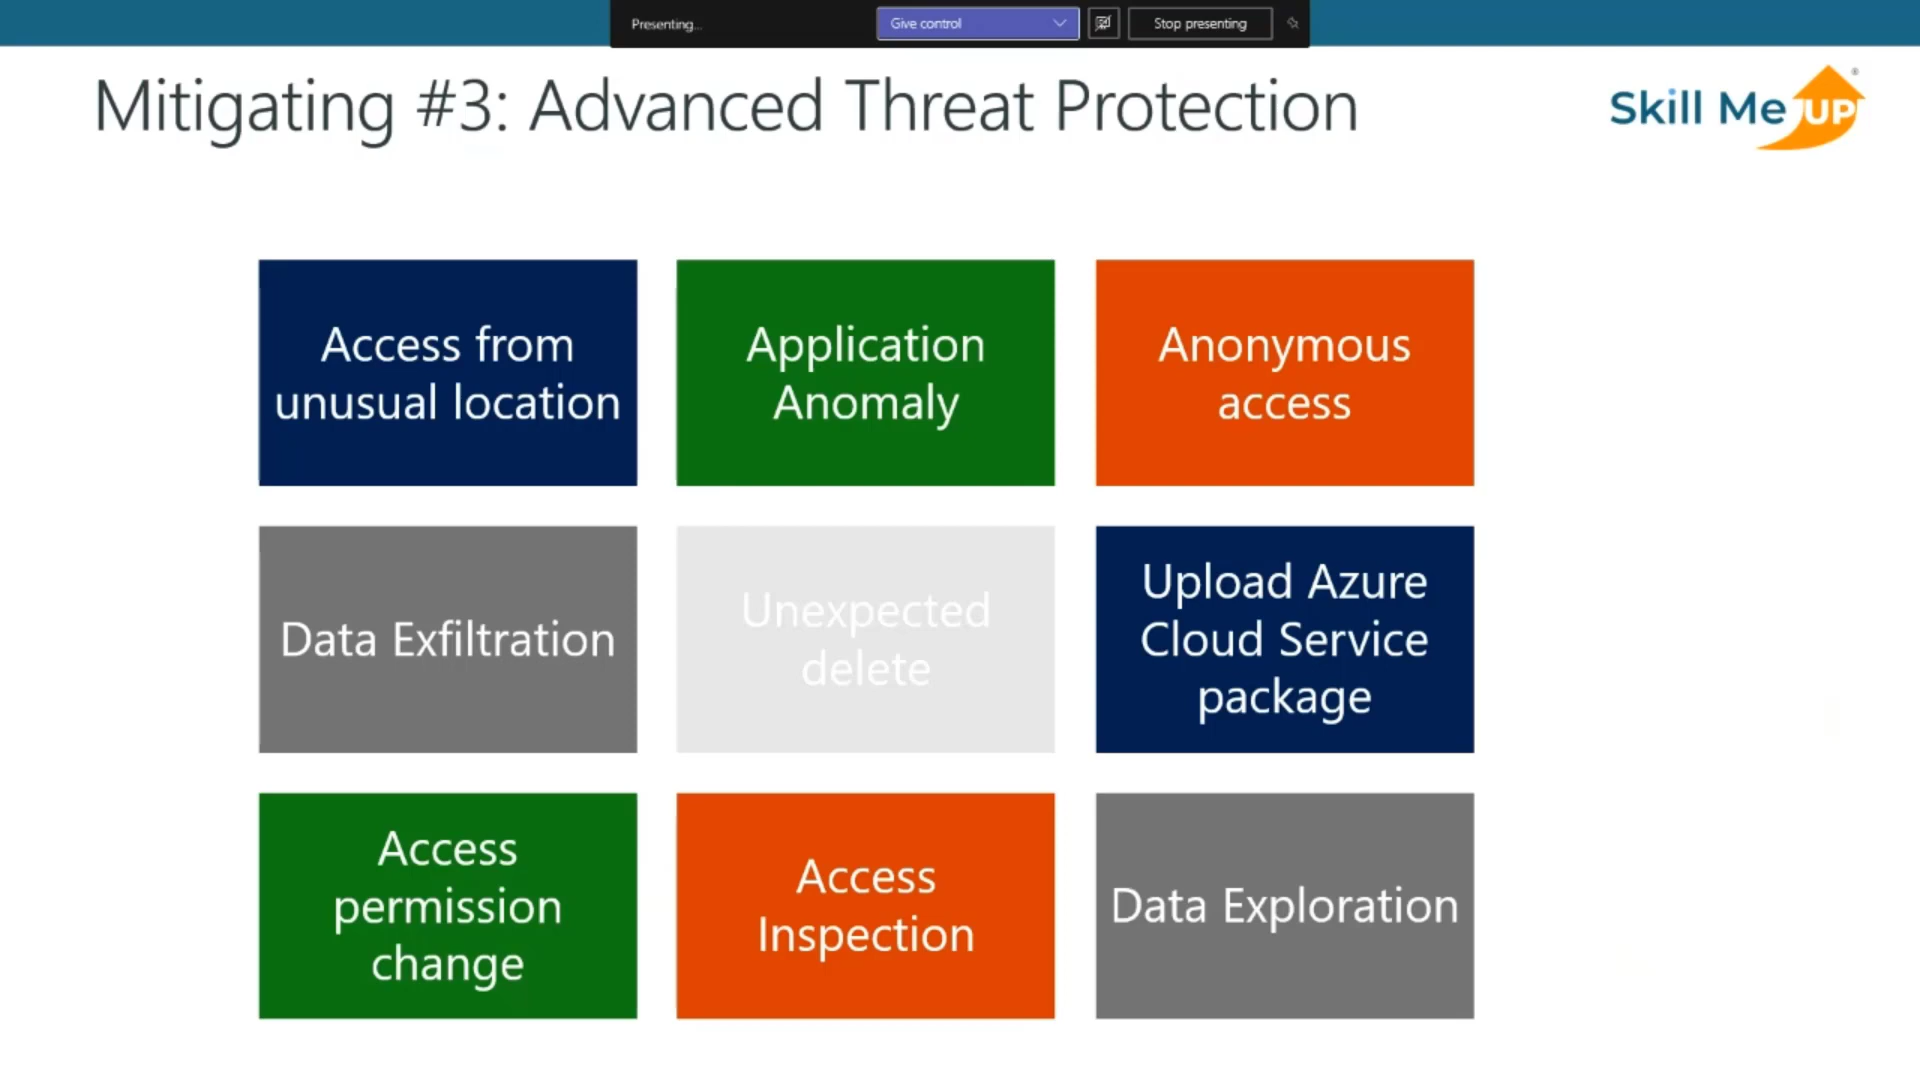 Presenting...
Give control
Stop presenting
Mitigating #3: Advanced Threat Protection
Skill Me UP
Access from
unusual location
Application
Anomaly
Anonymous
access
Data Exfiltration
Unexpected
delete
Upload Azure
Cloud Service
package
Access
permission
change
Access
Inspection
Data Exploration